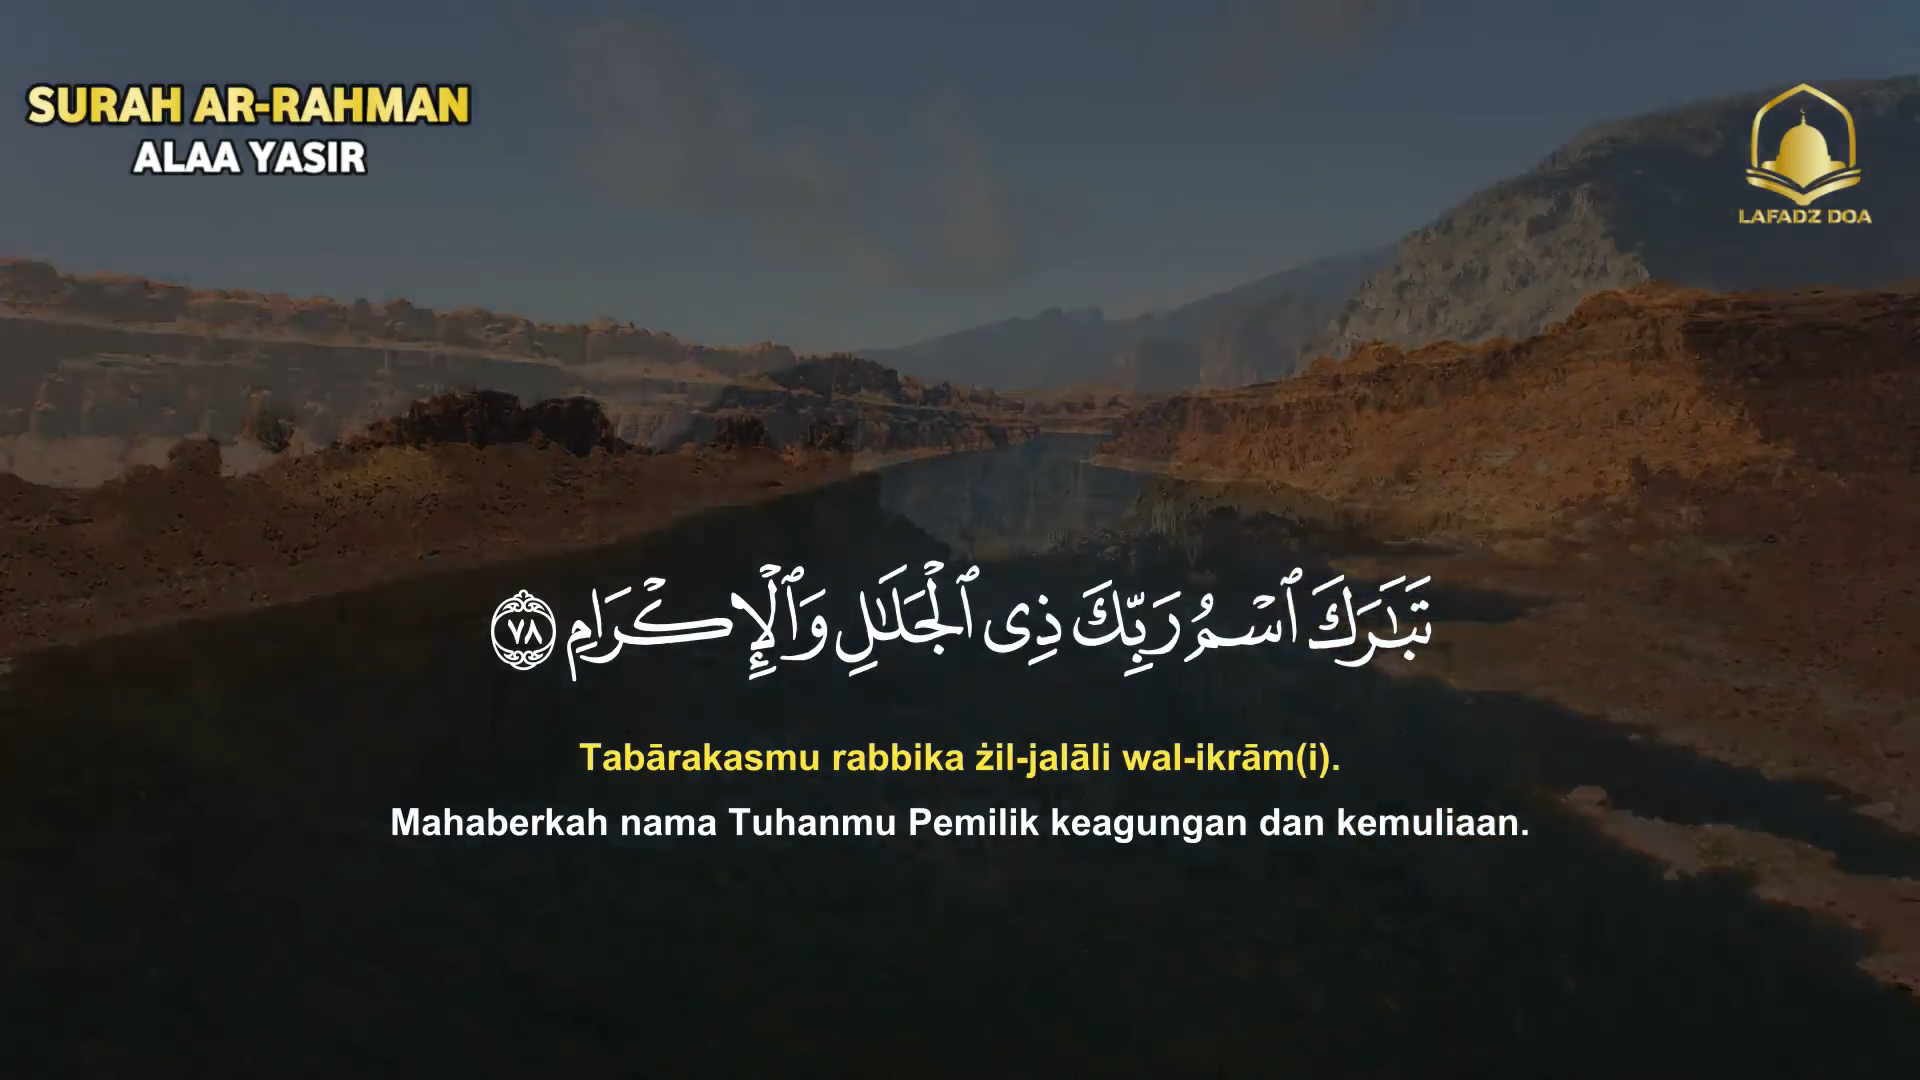 SURAH AR-RAHMAN
ALAA YASIR
LAFADZ DOA
تَبَٰرَكَ ٱسْمُ رَبِّكَ ذِى ٱلْجَلَٰلِ وَٱلْإِكْرَامِ ٧٨
Tabārakasmu rabbika żil-jalāli wal-ikrām(i).
Mahaberkah nama Tuhanmu Pemilik keagungan dan kemuliaan.